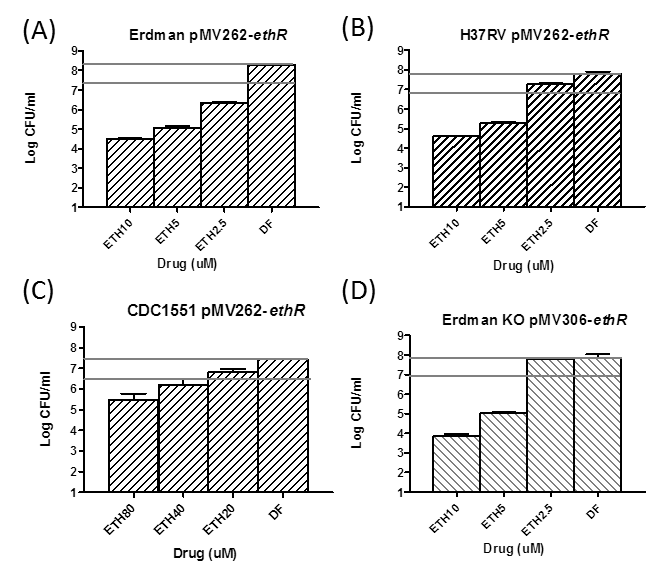 (A)
Erdman pMV262-ethR
9
8
7
6
5
4
3
2
1
Log CFU/ml
ETH10 ETH5 ETH2.5 DF
Drug (uM)
(B)
H37RV pMV262-ethR
9
8
7
6
5
4
3
2
1
Log CFU/ml
ETH10 ETH5 ETH2.5 DF
Drug (uM)
(C)
CDC1551 pMV262-ethR
9
8
7
6
5
4
3
2
1
Log CFU/ml
ETH80 ETH40 ETH20 DF
Drug (uM)
(D)
Erdman KO pMV306-ethR
9
8
7
6
5
4
3
2
1
Log CFU/ml
ETH10 ETH5 ETH2.5 DF
Drug (uM)